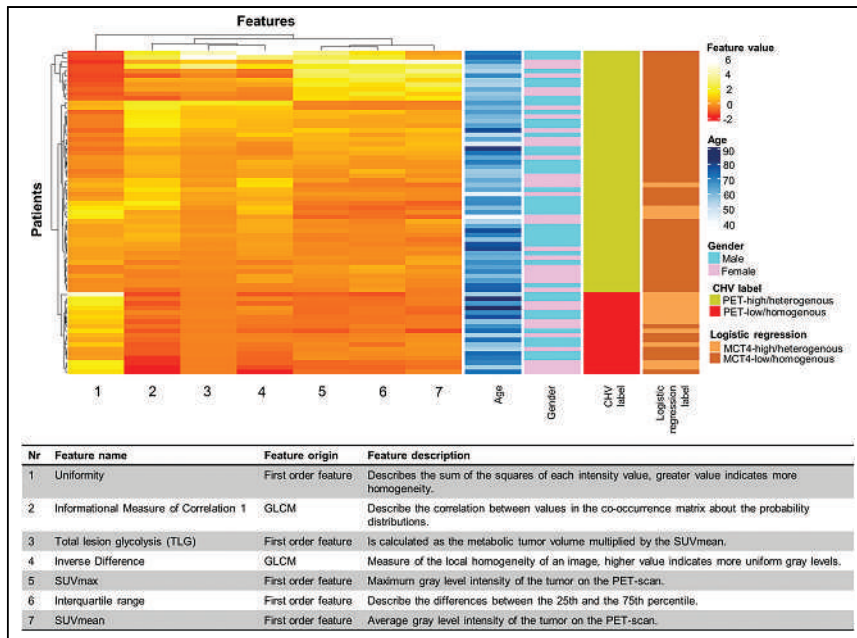 Features
Patients
Feature value
6
4
2
0
-2
Age
90
80
70
60
50
40
Gender
Male
Female
CHV label
PET-high/heterogenous
PET-low/homogenous
Logistic regression
MCT4-high/heterogenous
MCT4-low/homogenous
1 2 3 4 5 6 7
Age
Gender
CHV
label
Logistic
regression
label
Nr Feature name Feature origin Feature description
1 Uniformity First order feature Describes the sum of the squares of each intensity value, greater value indicates more
homogeneity.
2 Informational Measure of Correlation 1 GLCM Describe the correlation between values in the co-occurrence matrix about the probability
distributions.
3 Total lesion glycolysis (TLG) First order feature Is calculated as the metabolic tumor volume multiplied by the SUVmean.
4 Inverse Difference GLCM Measure of the local homogeneity of an image, higher value indicates more uniform gray levels.
5 SUVmax First order feature Maximum gray level intensity of the tumor on the PET-scan.
6 Interquartile range First order feature Describe the differences between the 25th and the 75th percentile.
7 SUVmean First order feature Average gray level intensity of the tumor on the PET-scan.